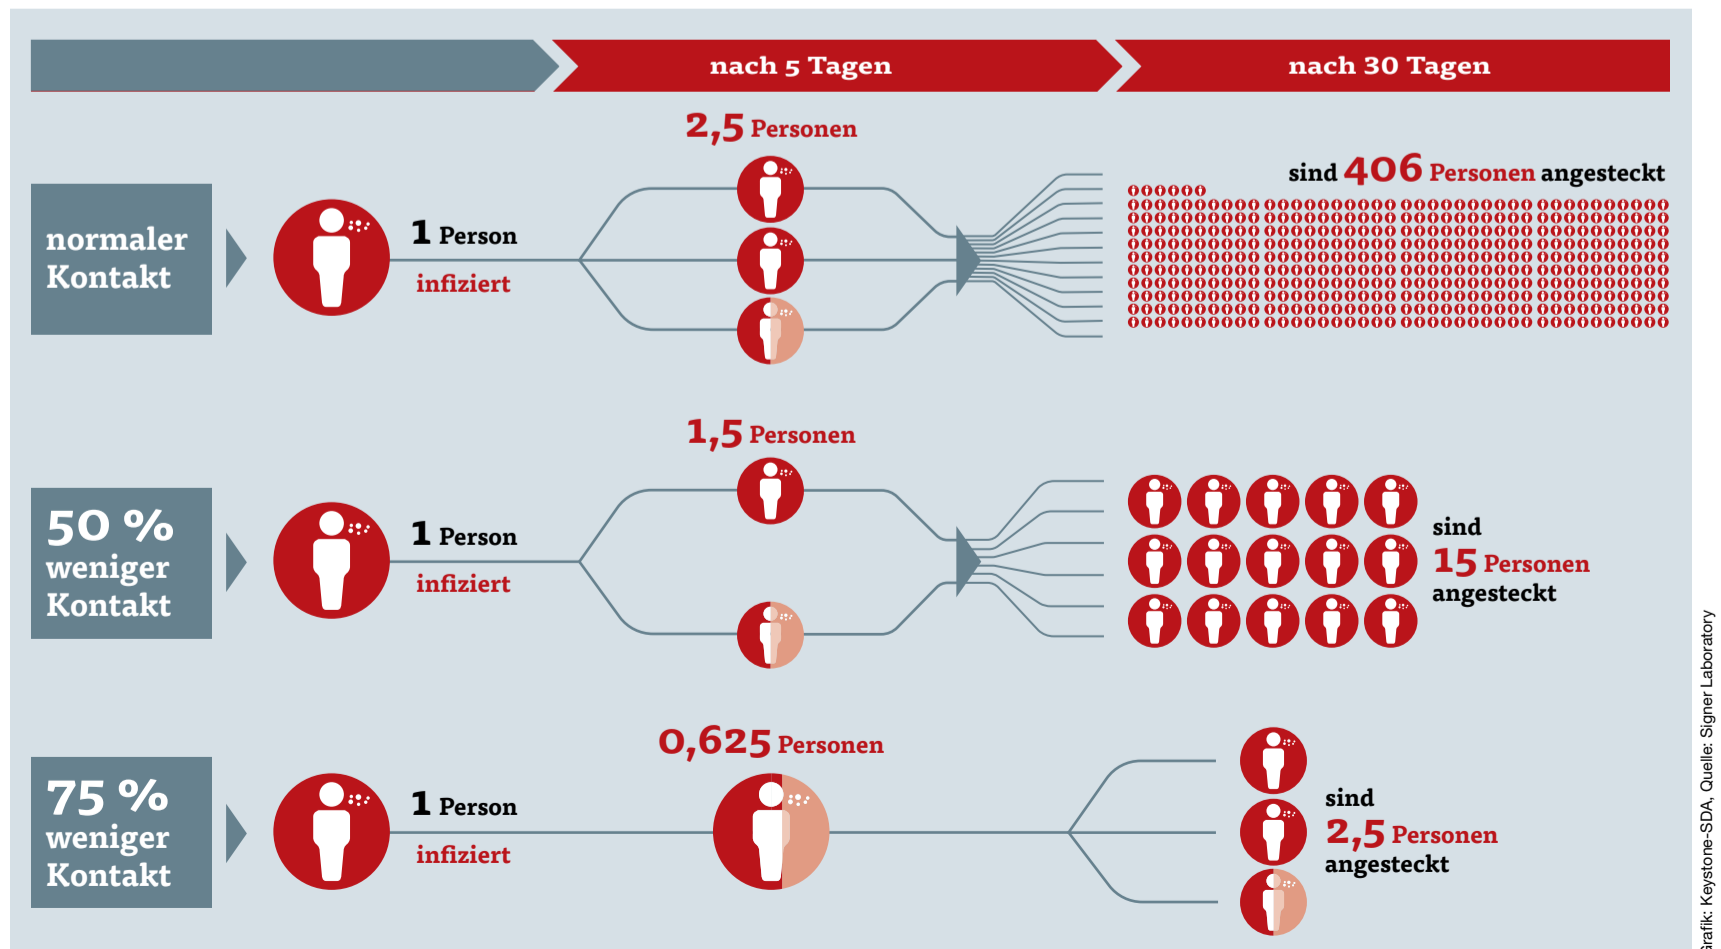 nach 5 Tagen
nach 30 Tagen
normaler
Kontakt
1 Person
infiziert
2,5 Personen
sind 406 Personen angesteckt
50 %
weniger
Kontakt
1 Person
infiziert
1,5 Personen
sind
15 Personen
angesteckt
75 %
weniger
Kontakt
1 Person
infiziert
0,625 Personen
sind
2,5 Personen
angesteckt
Grafik: Keystone-SDA, Quelle: Signer Laboratory